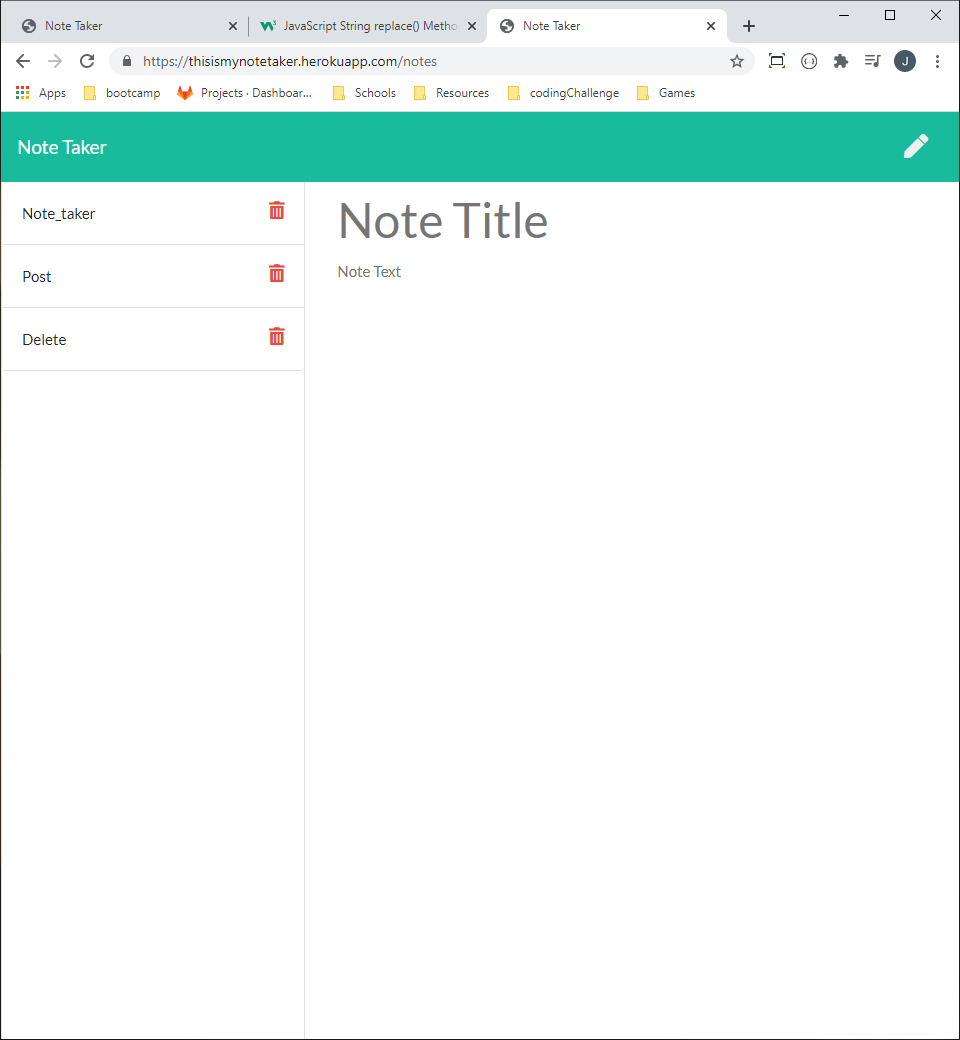 Note Taker
JavaScript String replace() Metho
Note Taker
https://thisismynotetaker.herokuapp.com/notes
J
Apps bootcamp Projects · Dashboar... Schools Resources codingChallenge Games
Note Taker
Note_taker
Post
Delete
Note Title
Note Text